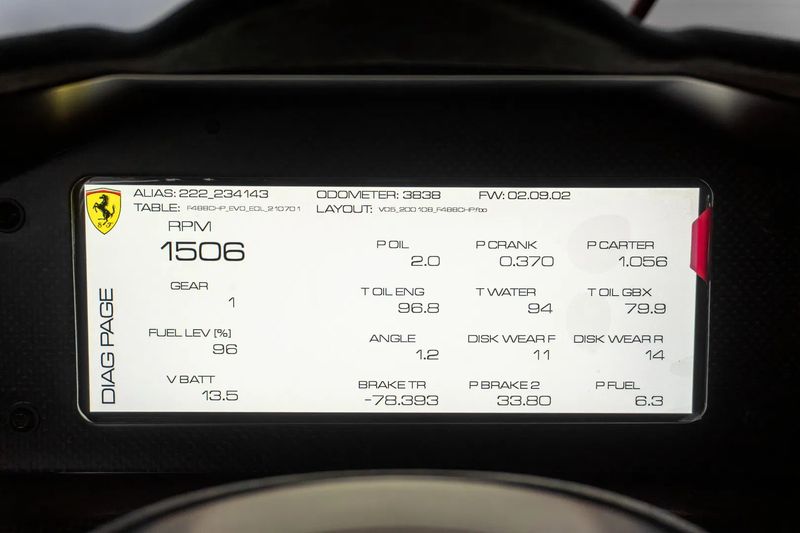 ALIAS: 222_234143 ODOMETER: 3838 FW: 02.09.02
TABLE: F488CHP_EVO_EOL_210701 LAYOUT: V05_200108_F488CHP/no
DIAG PAGE
RPM
1506
P OIL P CRANK P CARTER
2.0 0.370 1.056
GEAR T OIL ENG T WATER T OIL GBX
1 96.8 94 79.9
FUEL LEV [%] ANGLE DISK WEAR F DISK WEAR R
96 1.2 11 14
V BATT BRAKE TR P BRAKE 2 P FUEL
13.5 -78.393 33.80 6.3